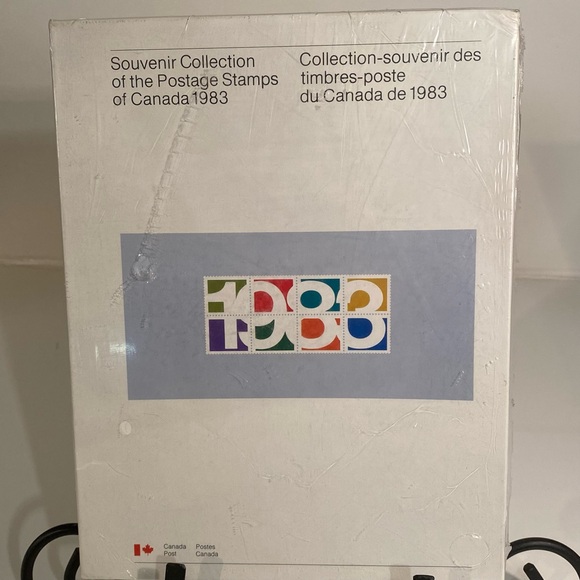 Souvenir Collection
of the Postage Stamps
of Canada 1983
Collection-souvenir des
timbres-poste
du Canada de 1983
1983
Canada
Post
Postes
Canada